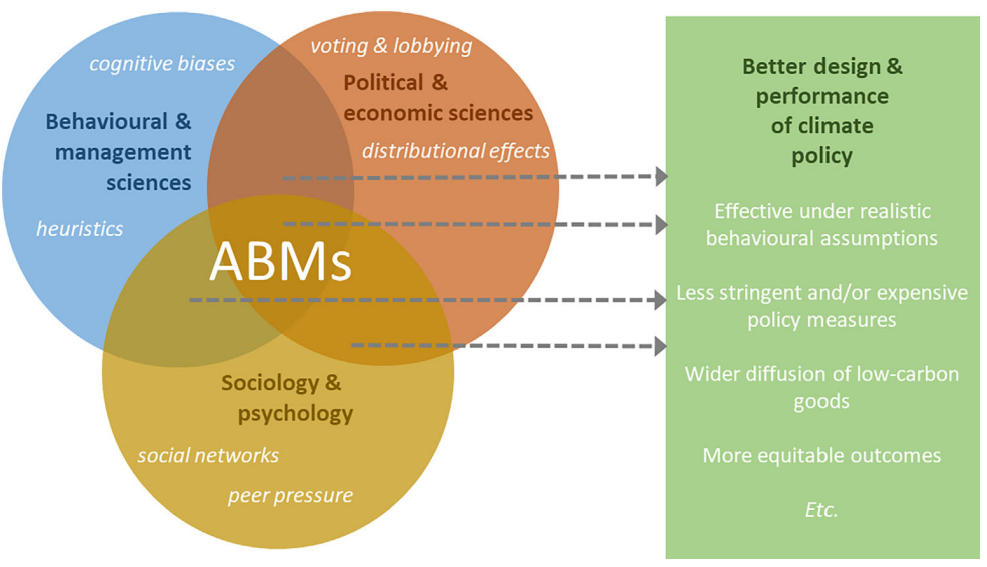 cognitive biases
Behavioural &
management
sciences
heuristics
voting & lobbying
Political &
economic sciences
distributional effects
ABMs
Sociology &
psychology
social networks
peer pressure
Better design &
performance
of climate
policy
Effective under realistic
behavioural assumptions
Less stringent and/or expensive
policy measures
Wider diffusion of low-carbon
goods
More equitable outcomes
Etc.